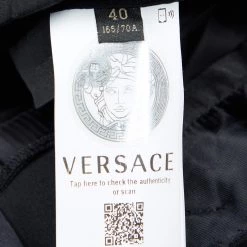 40
165/70A
VERSACE
Tap here to check the authenticity
or scan